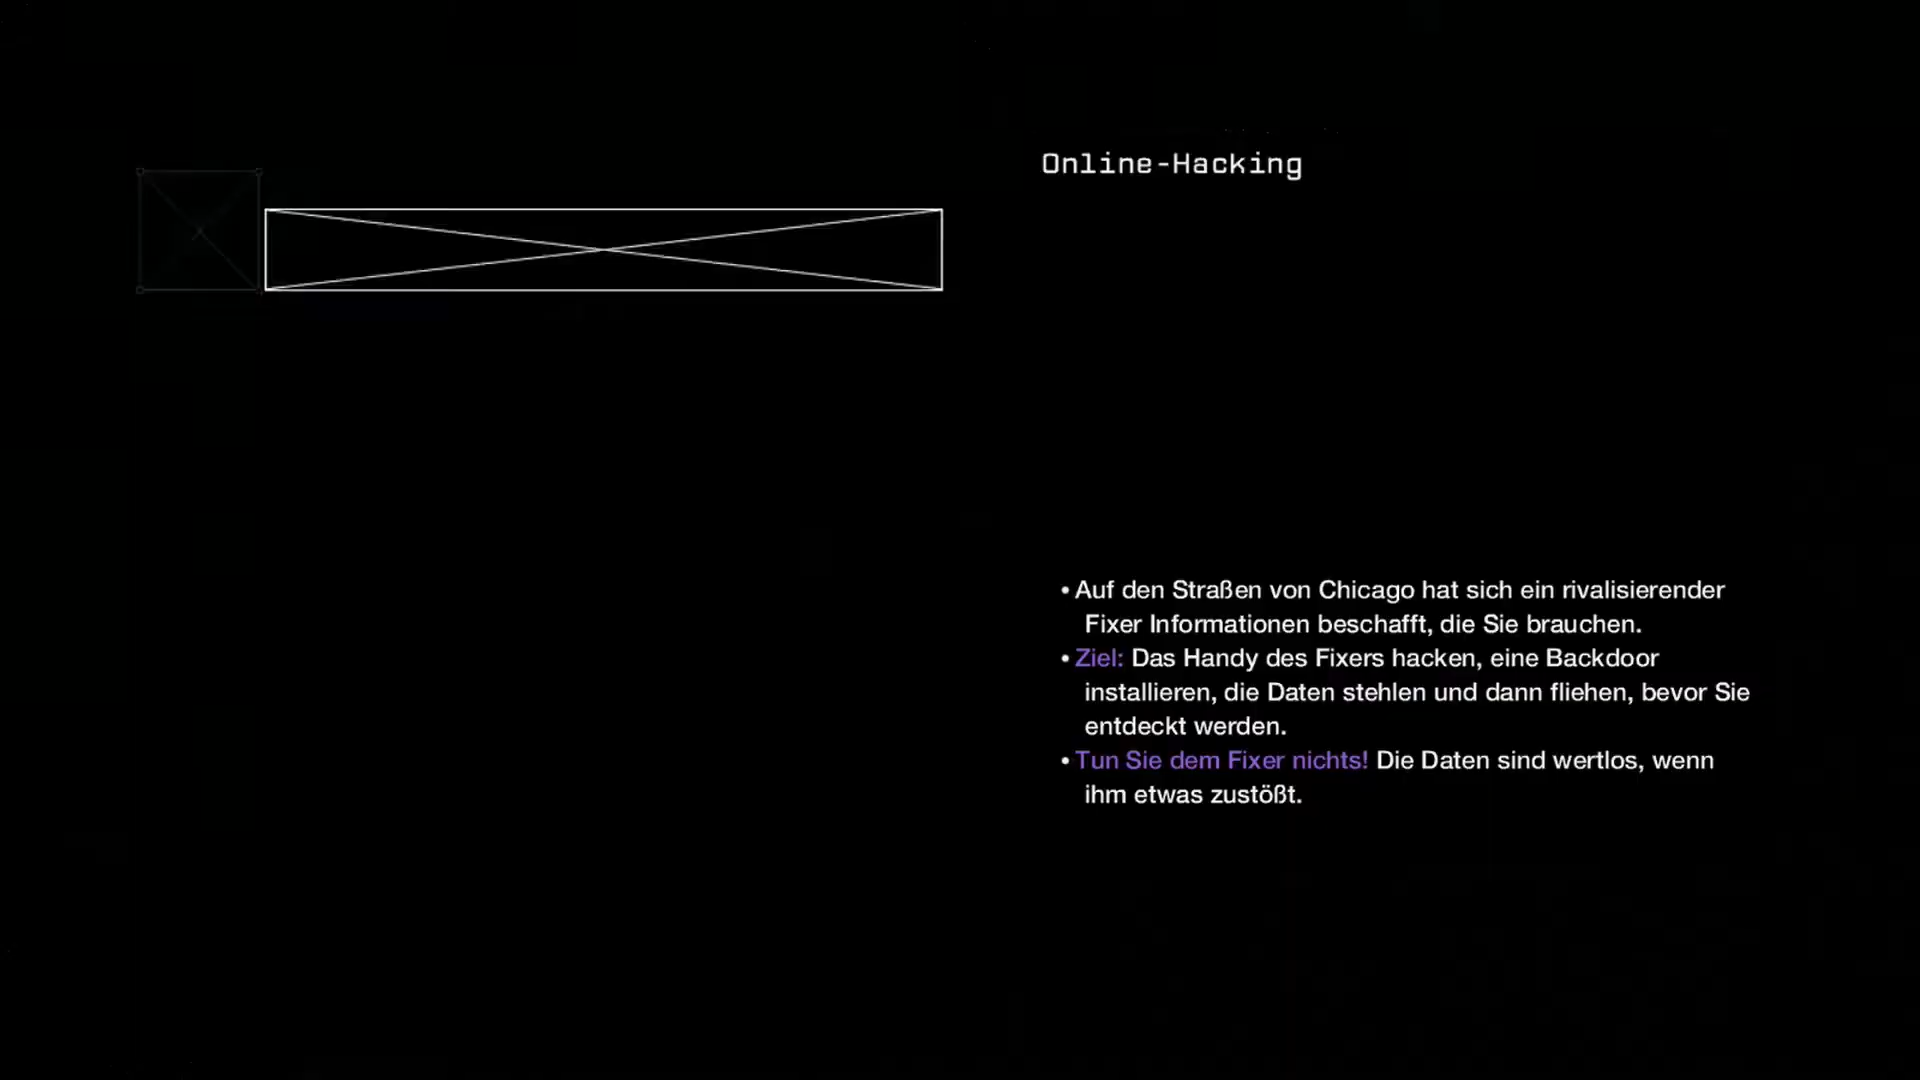 Online-Hacking
• Auf den Straßen von Chicago hat sich ein rivalisierender
Fixer Informationen beschafft, die Sie brauchen.
• Ziel: Das Handy des Fixers hacken, eine Backdoor
installieren, die Daten stehlen und dann fliehen, bevor Sie
entdeckt werden.
• Tun Sie dem Fixer nichts! Die Daten sind wertlos, wenn
ihm etwas zustößt.